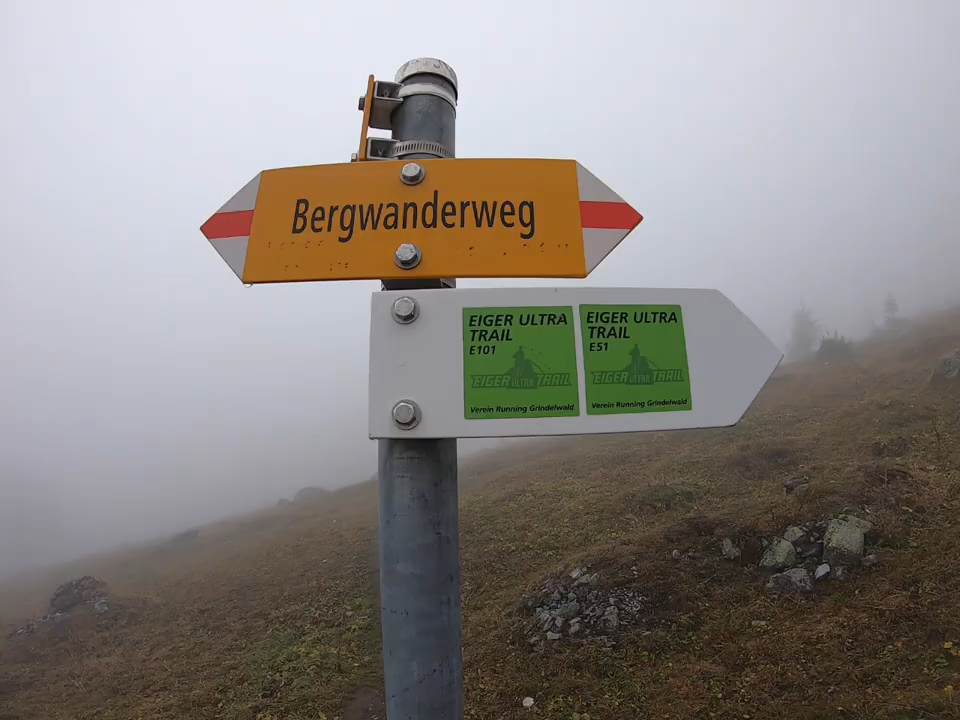 Bergwanderweg
EIGER ULTRA
TRAIL
E101
EIGER ULTRA TRAIL
Verein Running Grindelwald
EIGER ULTRA
TRAIL
E51
EIGER ULTRA TRAIL
Verein Running Grindelwald